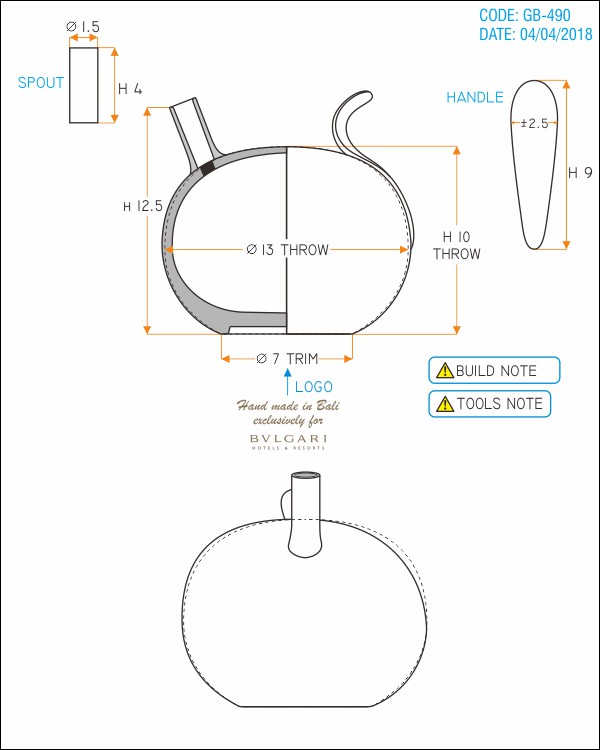 CODE: GB-490
DATE: 04/04/2018
Ø 1.5
SPOUT
H 4
HANDLE
±2.5
H 9
H 12.5
Ø 13 THROW
H 10
THROW
Ø 7 TRIM
LOGO
BUILD NOTE
TOOLS NOTE
Hand made in Bali
exclusively for
BVLGARI
HOTELS & RESORTS